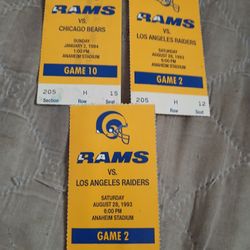 RAMS
VS.
CHICAGO BEARS
SUNDAY
JANUARY 2, 1994
1:00 PM
ANAHEIM STADIUM
GAME 10
205 H 15
Section Row Seat
RAMS
VS.
LOS ANGELES RAIDERS
SATURDAY
AUGUST 28, 1993
6:00 PM
ANAHEIM STADIUM
GAME 2
205 H 12
Row Seat
RAMS
VS.
LOS ANGELES RAIDERS
SATURDAY
AUGUST 28, 1993
6:00 PM
ANAHEIM STADIUM
GAME 2